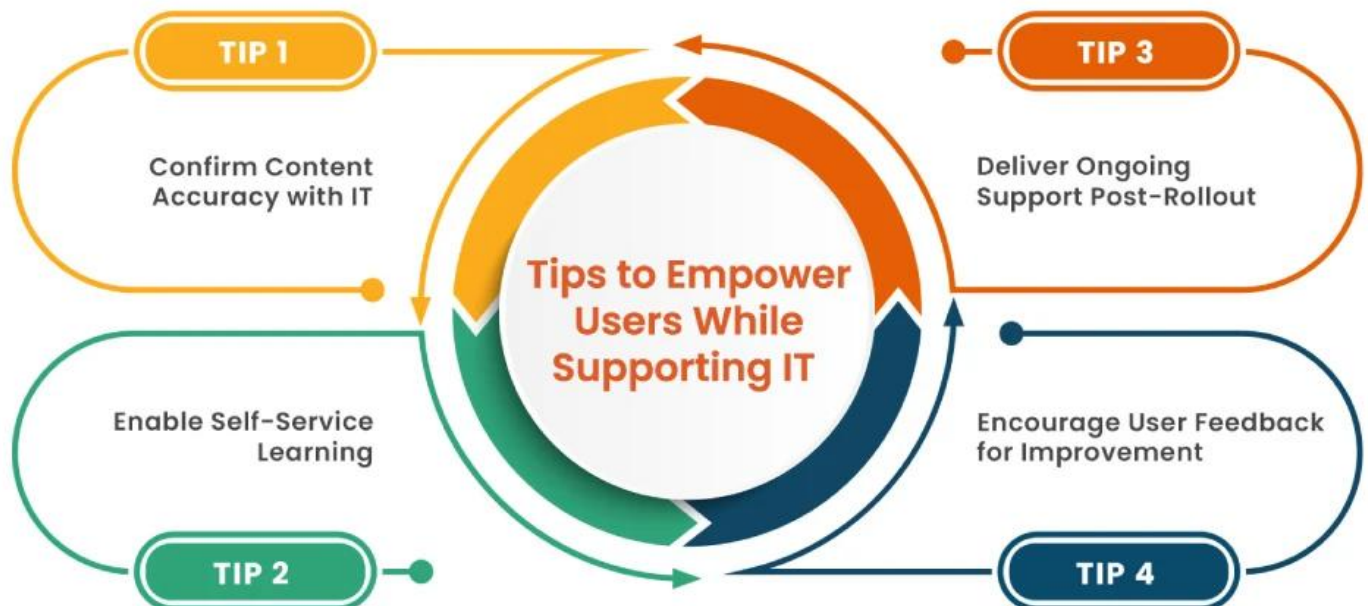 TIP 1
Confirm Content
Accuracy with IT
Enable Self-Service
Learning
TIP 2
Tips to Empower
Users While
Supporting IT
TIP 3
Deliver Ongoing
Support Post-Rollout
Encourage User Feedback
for Improvement
TIP 4